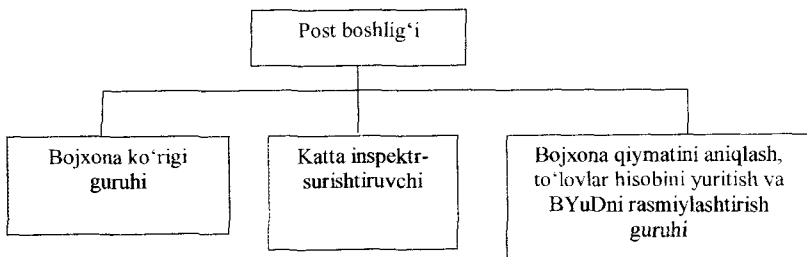 Post boshlig‘i
Bojxona ko‘rigi
guruhi
Katta inspektr-
surishtiruvchi
Bojxona qiymatini aniqlash,
to‘lovlar hisobini yuritish va
BYuDni rasmiylashtirish
guruhi